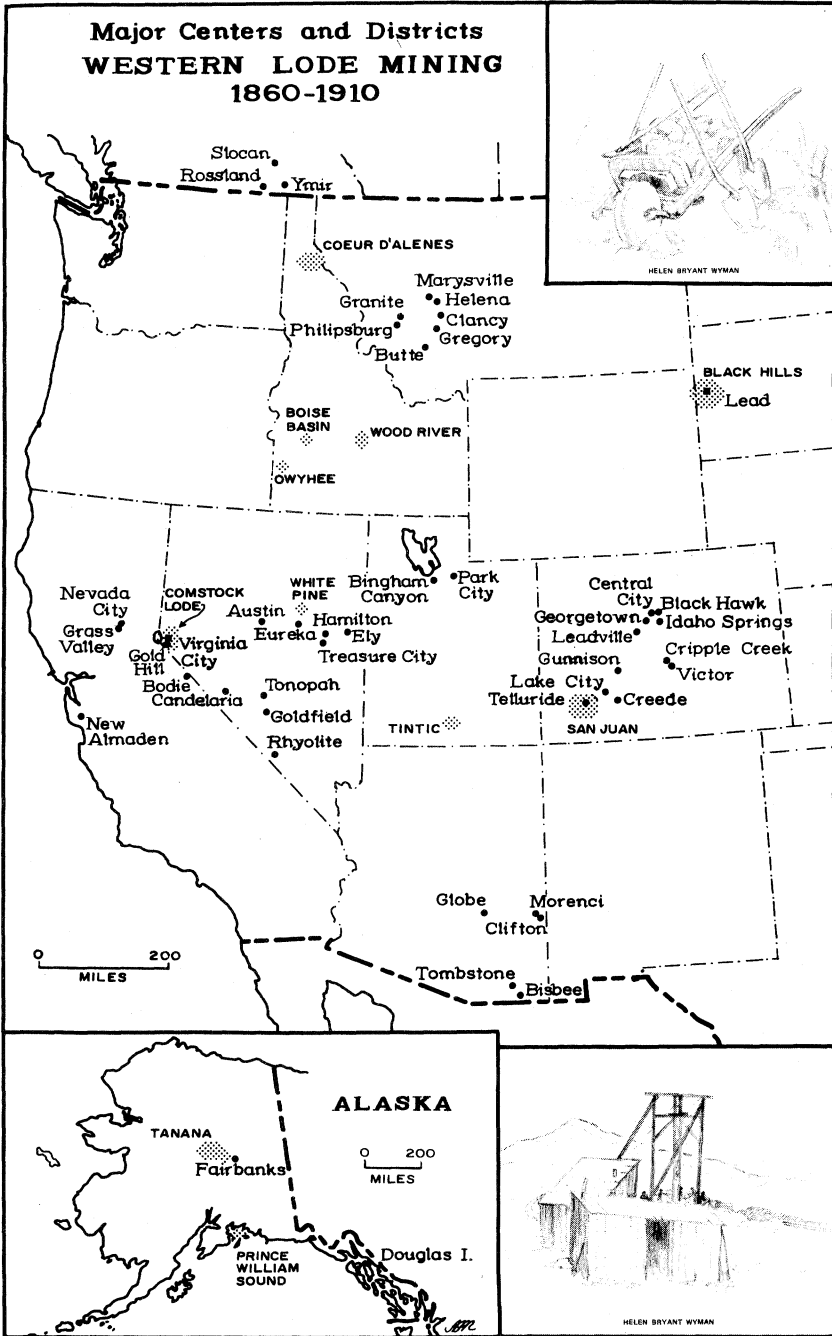 Major Centers and Districts
WESTERN LODE MINING
1860-1910
HELEN BRYANT WYMAN
Slocan
Rossland
Ymir
COEUR D'ALENES
Marysville
Granite
Helena
Philipsburg
Clancy
Gregory
Butte
BLACK HILLS
Lead
BOISE
BASIN
WOOD RIVER
OWYHEE
Nevada
City
Grass
Valley
COMSTOCK
LODE
Gold
Hill
Virginia
City
Bodie
Candelaria
New
Almaden
Austin
WHITE
PINE
Eureka
Hamilton
Ely
Treasure City
Tonopah
Goldfield
Rhyolite
Bingham
Canyon
Park
City
TINTIC
Central
City
Black Hawk
Georgetown
Idaho Springs
Leadville
Cripple Creek
Gunnison
Victor
Lake City
Telluride
Creede
SAN JUAN
Globe
Morenci
Clifton
Tombstone
Bisbee
0 200
MILES
ALASKA
TANANA
Fairbanks
0 200
MILES
PRINCE
WILLIAM
SOUND
Douglas I.
HELEN BRYANT WYMAN